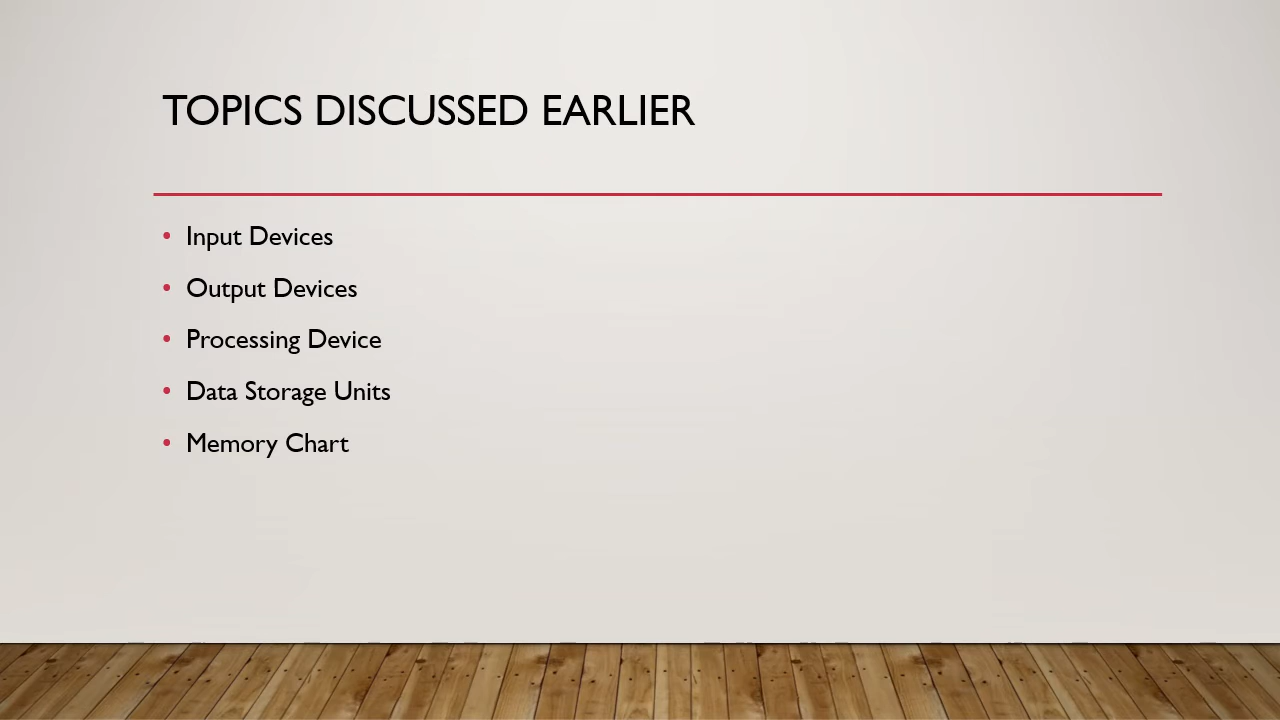 TOPICS DISCUSSED EARLIER
• Input Devices
• Output Devices
• Processing Device
• Data Storage Units
• Memory Chart